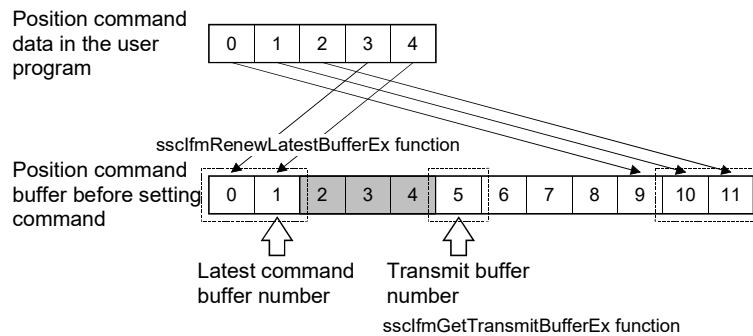 Position command
data in the user
program
0 1 2 3 4
sscIfmRenewLatestBufferEx function
Position command
buffer before setting
command
0 1 2 3 4 5 6 7 8 9 10 11
Latest command
buffer number
Transmit buffer
number
sscIfmGetTransmitBufferEx function